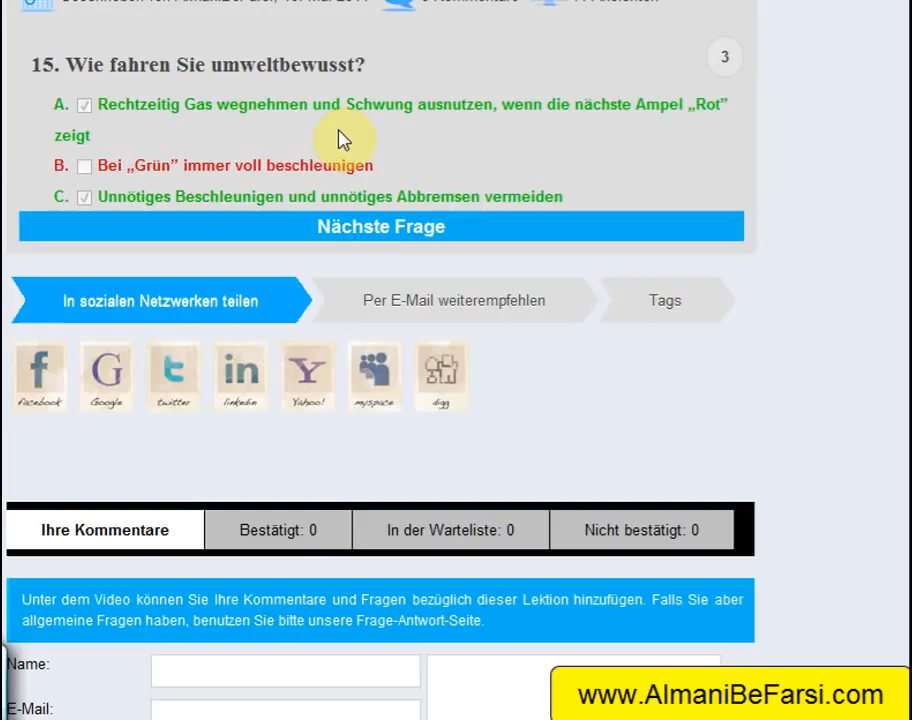 15. Wie fahren Sie umweltbewusst?
3
A. Rechtzeitig Gas wegnehmen und Schwung ausnutzen, wenn die nächste Ampel „Rot”
zeigt
B. Bei „Grün” immer voll beschleunigen
C. Unnötiges Beschleunigen und unnötiges Abbremsen vermeiden
Nächste Frage
In sozialen Netzwerken teilen Per E-Mail weiterempfehlen Tags
facebook Google twitter linkedin Yahoo! myspace digg
Ihre Kommentare Bestätigt: 0 In der Warteliste: 0 Nicht bestätigt: 0
Unter dem Video können Sie Ihre Kommentare und Fragen bezüglich dieser Lektion hinzufügen. Falls Sie aber
allgemeine Fragen haben, benutzen Sie bitte unsere Frage-Antwort-Seite.
Name:
E-Mail:
www.AlmaniBeFarsi.com